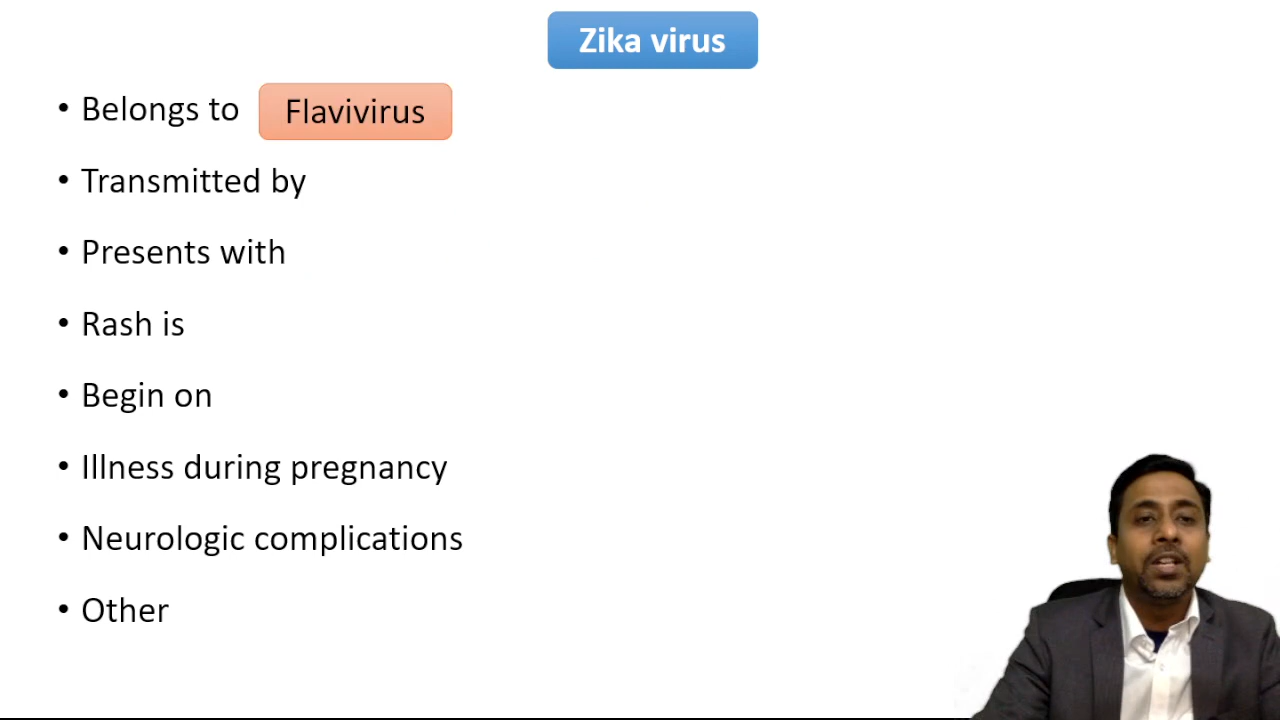 Zika virus
• Belongs to Flavivirus
• Transmitted by
• Presents with
• Rash is
• Begin on
• Illness during pregnancy
• Neurologic complications
• Other